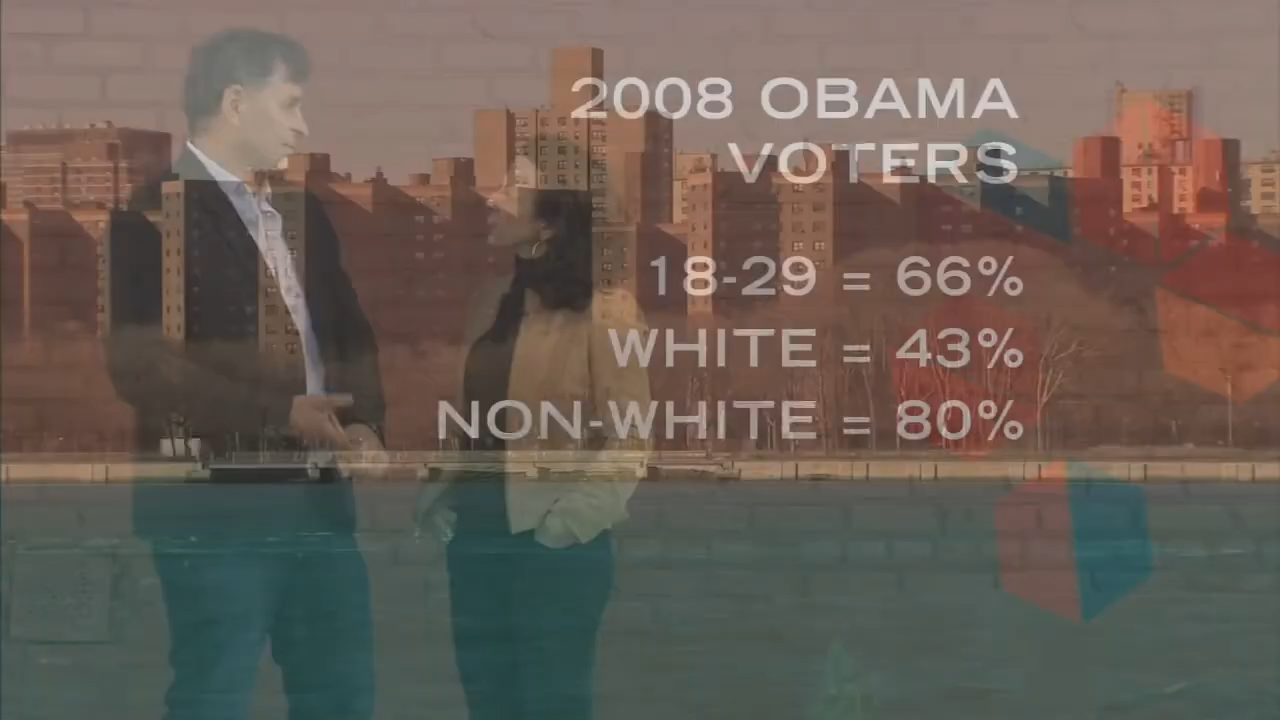 2008 OBAMA
VOTERS
18-29 = 66%
WHITE = 43%
NON-WHITE = 80%